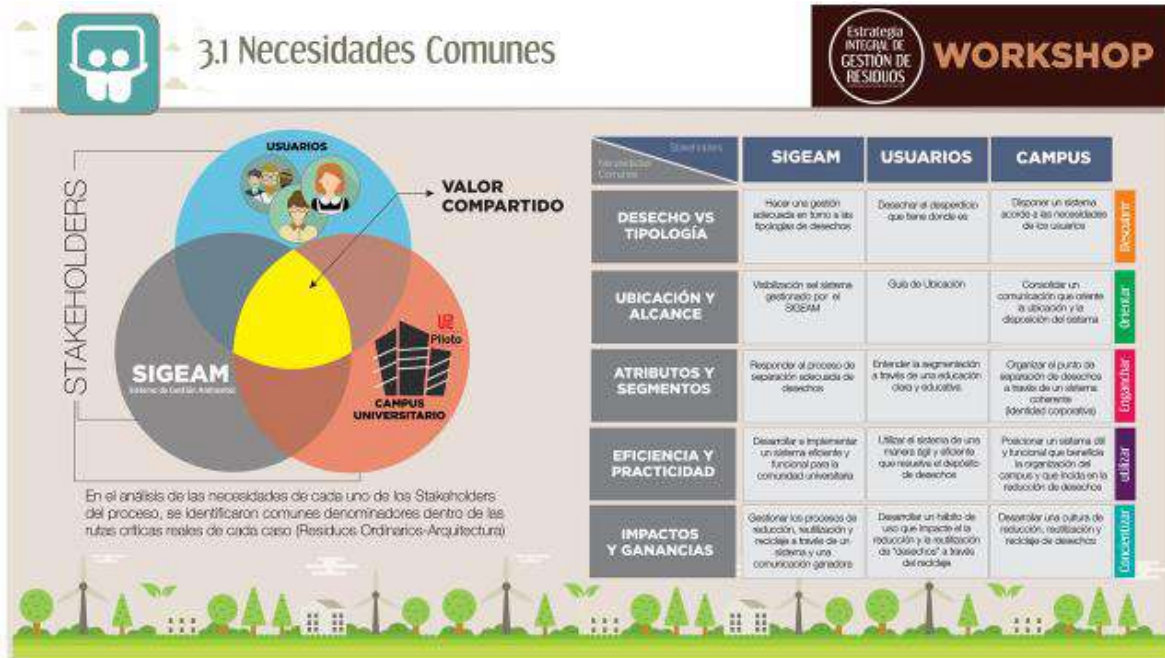 3.1 Necesidades Comunes
Estrategia
INTEGRAL DE
GESTIÓN DE
RESIDUOS
WORKSHOP
STAKEHOLDERS
USUARIOS
VALOR
COMPARTIDO
SIGEAM
Sistema de Gestión Ambiental
Piloto
CAMPUS
UNIVERSITARIO
En el análisis de las necesidades de cada uno de los Stakeholders
del proceso, se identificaron comunes denominadores dentro de las
rutas críticas reales de cada caso (Residuos Ordinarios-Arquitectura)
Stakeholders
Necesidades
Comunes
SIGEAM
USUARIOS
CAMPUS
DESECHO VS
TIPOLOGÍA
Hacer una gestión
adecuada en torno a las
tipologías de desechos
Desechar el desperdicio
que tiene donde es
Disponer un sistema
acorde a las necesidades
de los usuarios
Descubrir
UBICACIÓN Y
ALCANCE
Visibilización del sistema
gestionado por el
SIGEAM
Guía de Ubicación
Consolidar un
comunicación que oriente
la ubicación y la
disposición del sistema
Orientar
ATRIBUTOS Y
SEGMENTOS
Responder al proceso de
separación adecuada de
desechos
Entender la segmentación
a través de una educación
clara y educativa
Organizar el punto de
separación de desechos
a través de un sistema
coherente
(Identidad corporativa)
Enganchar
EFICIENCIA Y
PRACTICIDAD
Desarrollar e implementar
un sistema eficiente y
funcional para la
comunidad universitaria
Utilizar el sistema de una
manera ágil y eficiente
que resuelve el depósito de
desechos
Posicionar un sistema útil
y funcional que beneficia
la organización del
campus y que incida en la
reducción de desechos
utilizar
IMPACTOS
Y GANANCIAS
Gestionar los procesos de
reducción, reutilización y
reciclaje a través de un
sistema y una
comunicación ganadora
Desarrollar un hábito de
uso que impacte el la
reducción y la reutilización
de "desechos" a través
del reciclaje
Desarrollar una cultura de
reducción, reutilización y
reciclaje de desechos
Concientizar